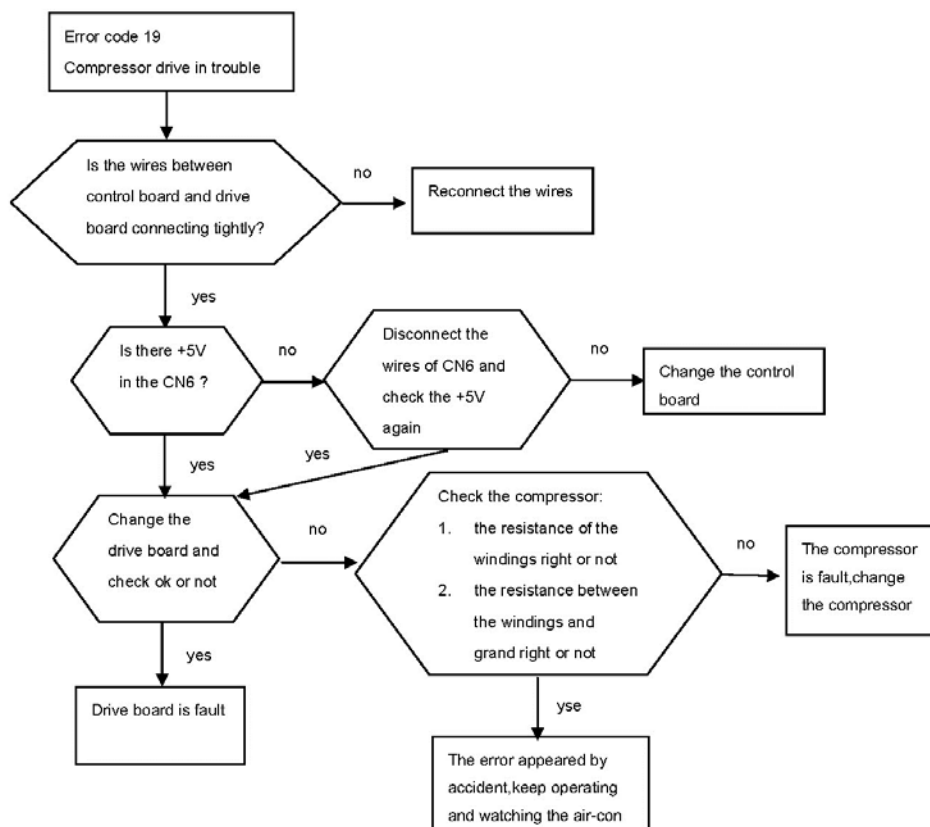 Error code 19
Compressor drive in trouble
Is the wires between
control board and drive
board connecting tightly?
no
Reconnect the wires
yes
Is there +5V
in the CN6 ?
no
Disconnect the
wires of CN6 and
check the +5V
again
no
Change the control
board
yes
yes
Change the
drive board and
check ok or not
no
Check the compressor:
1. the resistance of the
windings right or not
2. the resistance between
the windings and
grand right or not
no
The compressor
is fault,change
the compressor
yes
Drive board is fault
yse
The error appeared by
accident,keep operating
and watching the air-con